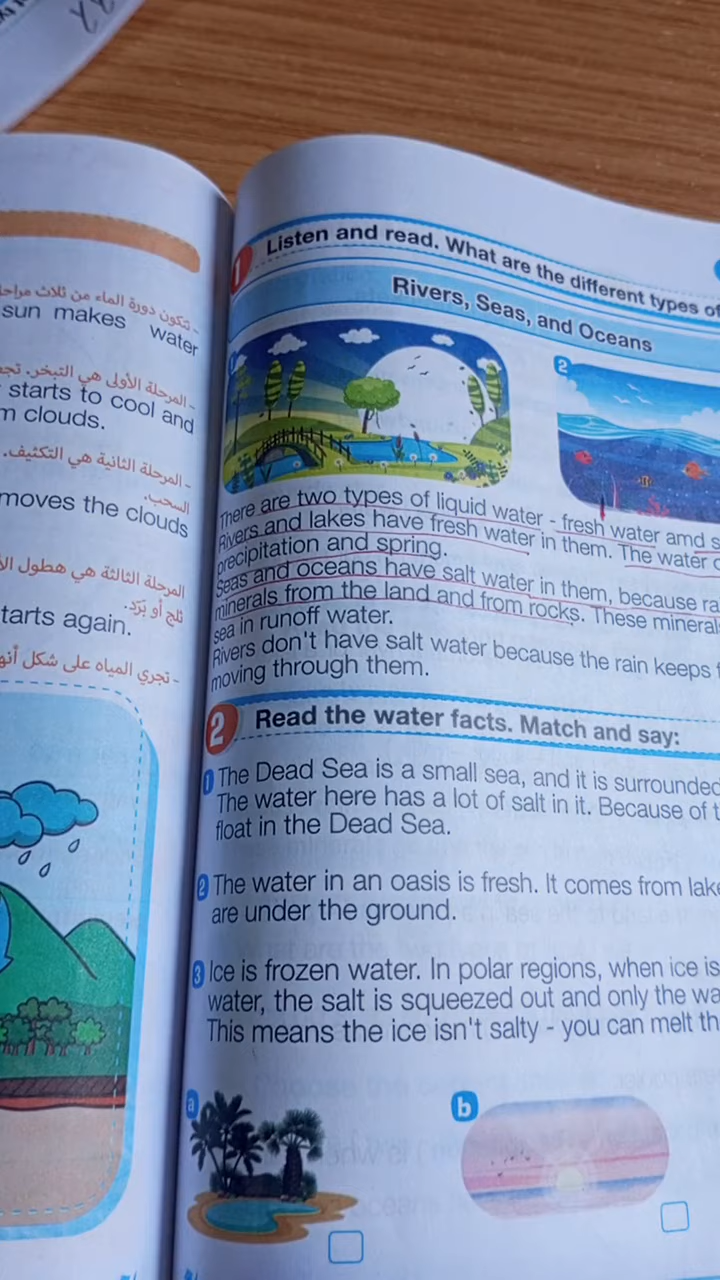 - تتكون دورة الماء من ثلاث
sun makes water
- المرحلة الأولى هي التبخر.
starts to cool and
clouds.
- المرحلة الثانية هي التكثيف.
السحب.
moves the clouds
المرحلة الثالثة هي هطول
ثلج أو بَرَد.
starts again.
- تجري المياه على شكل
1 Listen and read. What are the different types of
Rivers, Seas, and Oceans
2
There are two types of liquid water - fresh water amd
Rivers and lakes have fresh water in them. The water
precipitation and spring.
Seas and oceans have salt water in them, because
minerals from the land and from rocks. These
sea in runoff water.
Rivers don't have salt water because the rain keeps
moving through them.
2 Read the water facts. Match and say:
1 The Dead Sea is a small sea, and it is surrounded
The water here has a lot of salt in it. Because of
float in the Dead Sea.
2 The water in an oasis is fresh. It comes from
are under the ground.
3 Ice is frozen water. In polar regions, when ice is
water, the salt is squeezed out and only the
This means the ice isn't salty - you can melt
a
b